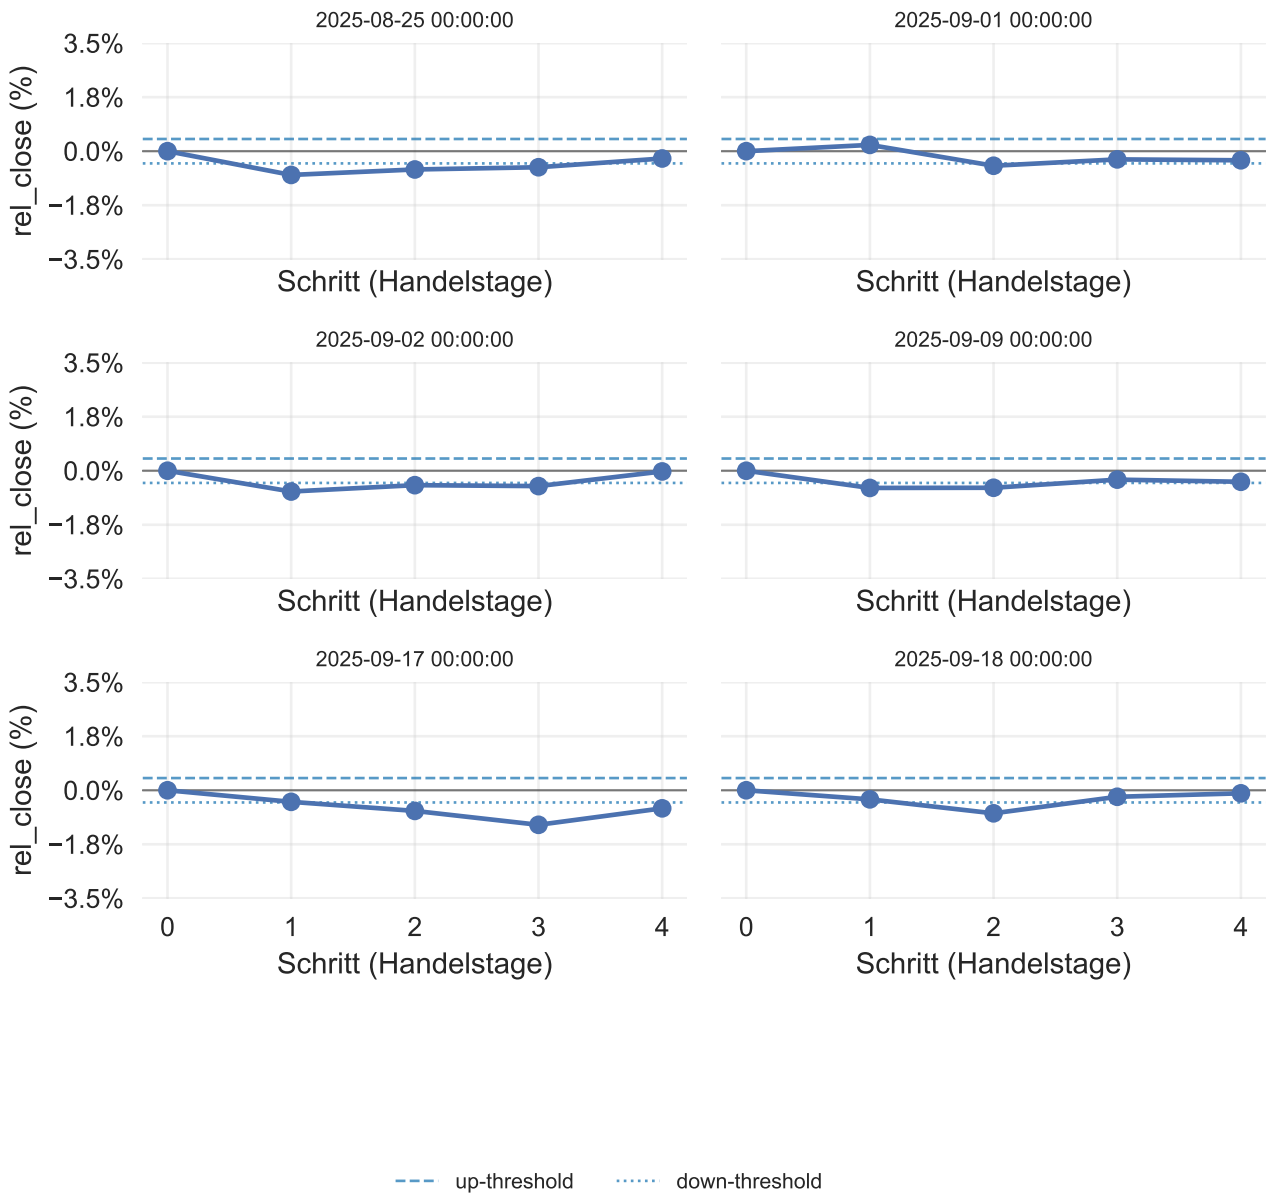 2025-08-25 00:00:00
2025-09-01 00:00:00
3.5%
1.8%
0.0%
−1.8%
−3.5%
rel_close (%)
Schritt (Handelstage)
Schritt (Handelstage)
2025-09-02 00:00:00
2025-09-09 00:00:00
3.5%
1.8%
0.0%
−1.8%
−3.5%
rel_close (%)
Schritt (Handelstage)
Schritt (Handelstage)
2025-09-17 00:00:00
2025-09-18 00:00:00
3.5%
1.8%
0.0%
−1.8%
−3.5%
rel_close (%)
0 1 2 3 4
0 1 2 3 4
Schritt (Handelstage)
Schritt (Handelstage)
up-threshold
down-threshold